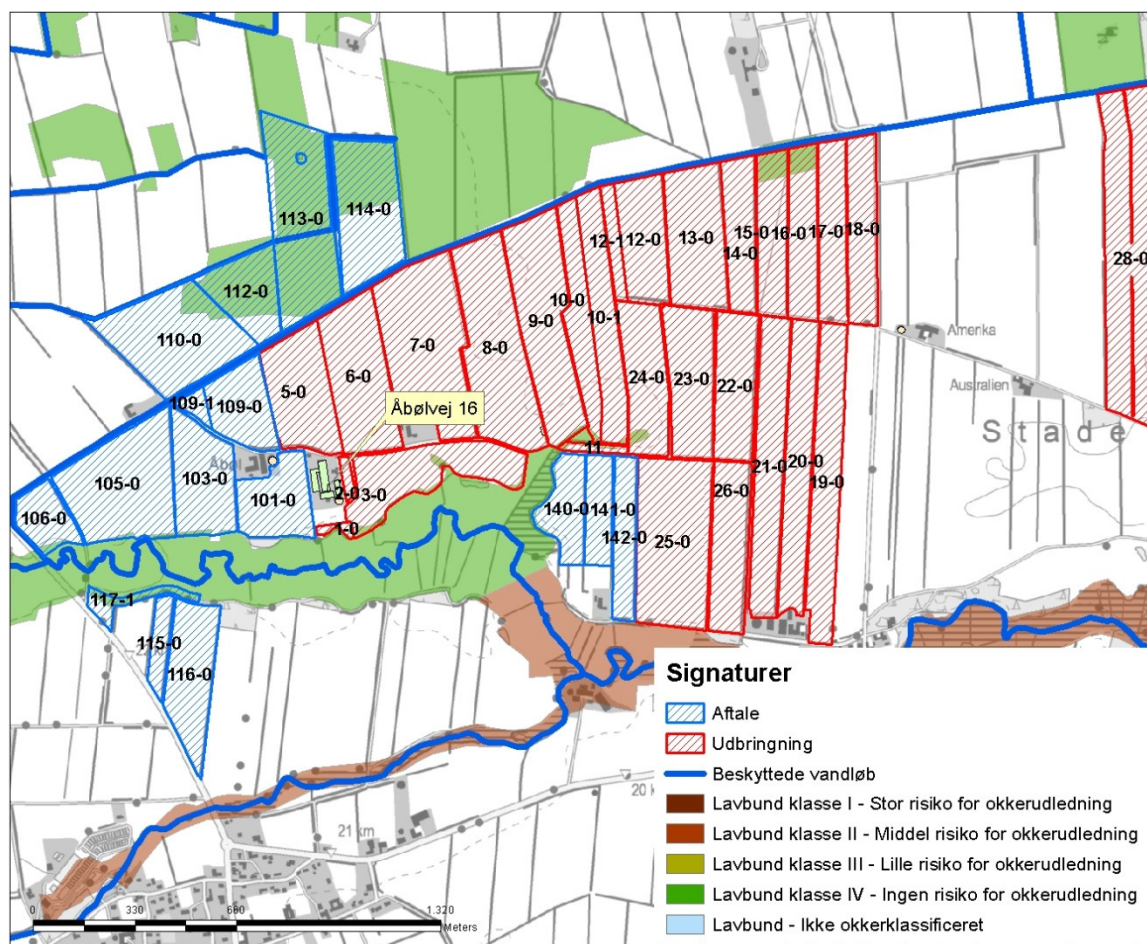 113-0
114-0
112-0
110-0
109-1
109-0
5-0
6-0
7-0
8-0
9-0
10-0
10-1
12-1
12-0
13-0
14-0
15-0
16-0
17-0
18-0
28-0
Amerika
Australien
Stade
24-0
23-0
22-0
21-0
20-0
19-0
Åbølvej 16
11
Åbøl
106-0
105-0
103-0
101-0
2-0
3-0
1-0
140-0
141-0
142-0
25-0
26-0
117-1
115-0
116-0
20 km
21 km
Signaturer
Aftale
Udbringning
Beskyttede vandløb
Lavbund klasse I - Stor risiko for okkerudledning
Lavbund klasse II - Middel risiko for okkerudledning
Lavbund klasse III - Lille risiko for okkerudledning
Lavbund klasse IV - Ingen risiko for okkerudledning
Lavbund - Ikke okkerklassificeret
0 330 660 1.320
Meters